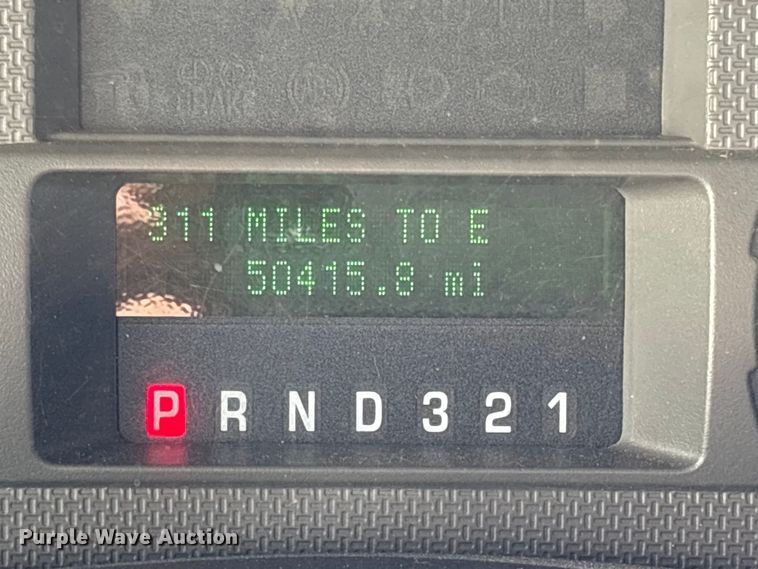 311 MILES TO E
50415.8 mi
P R N D 3 2 1
Purple Wave Auction